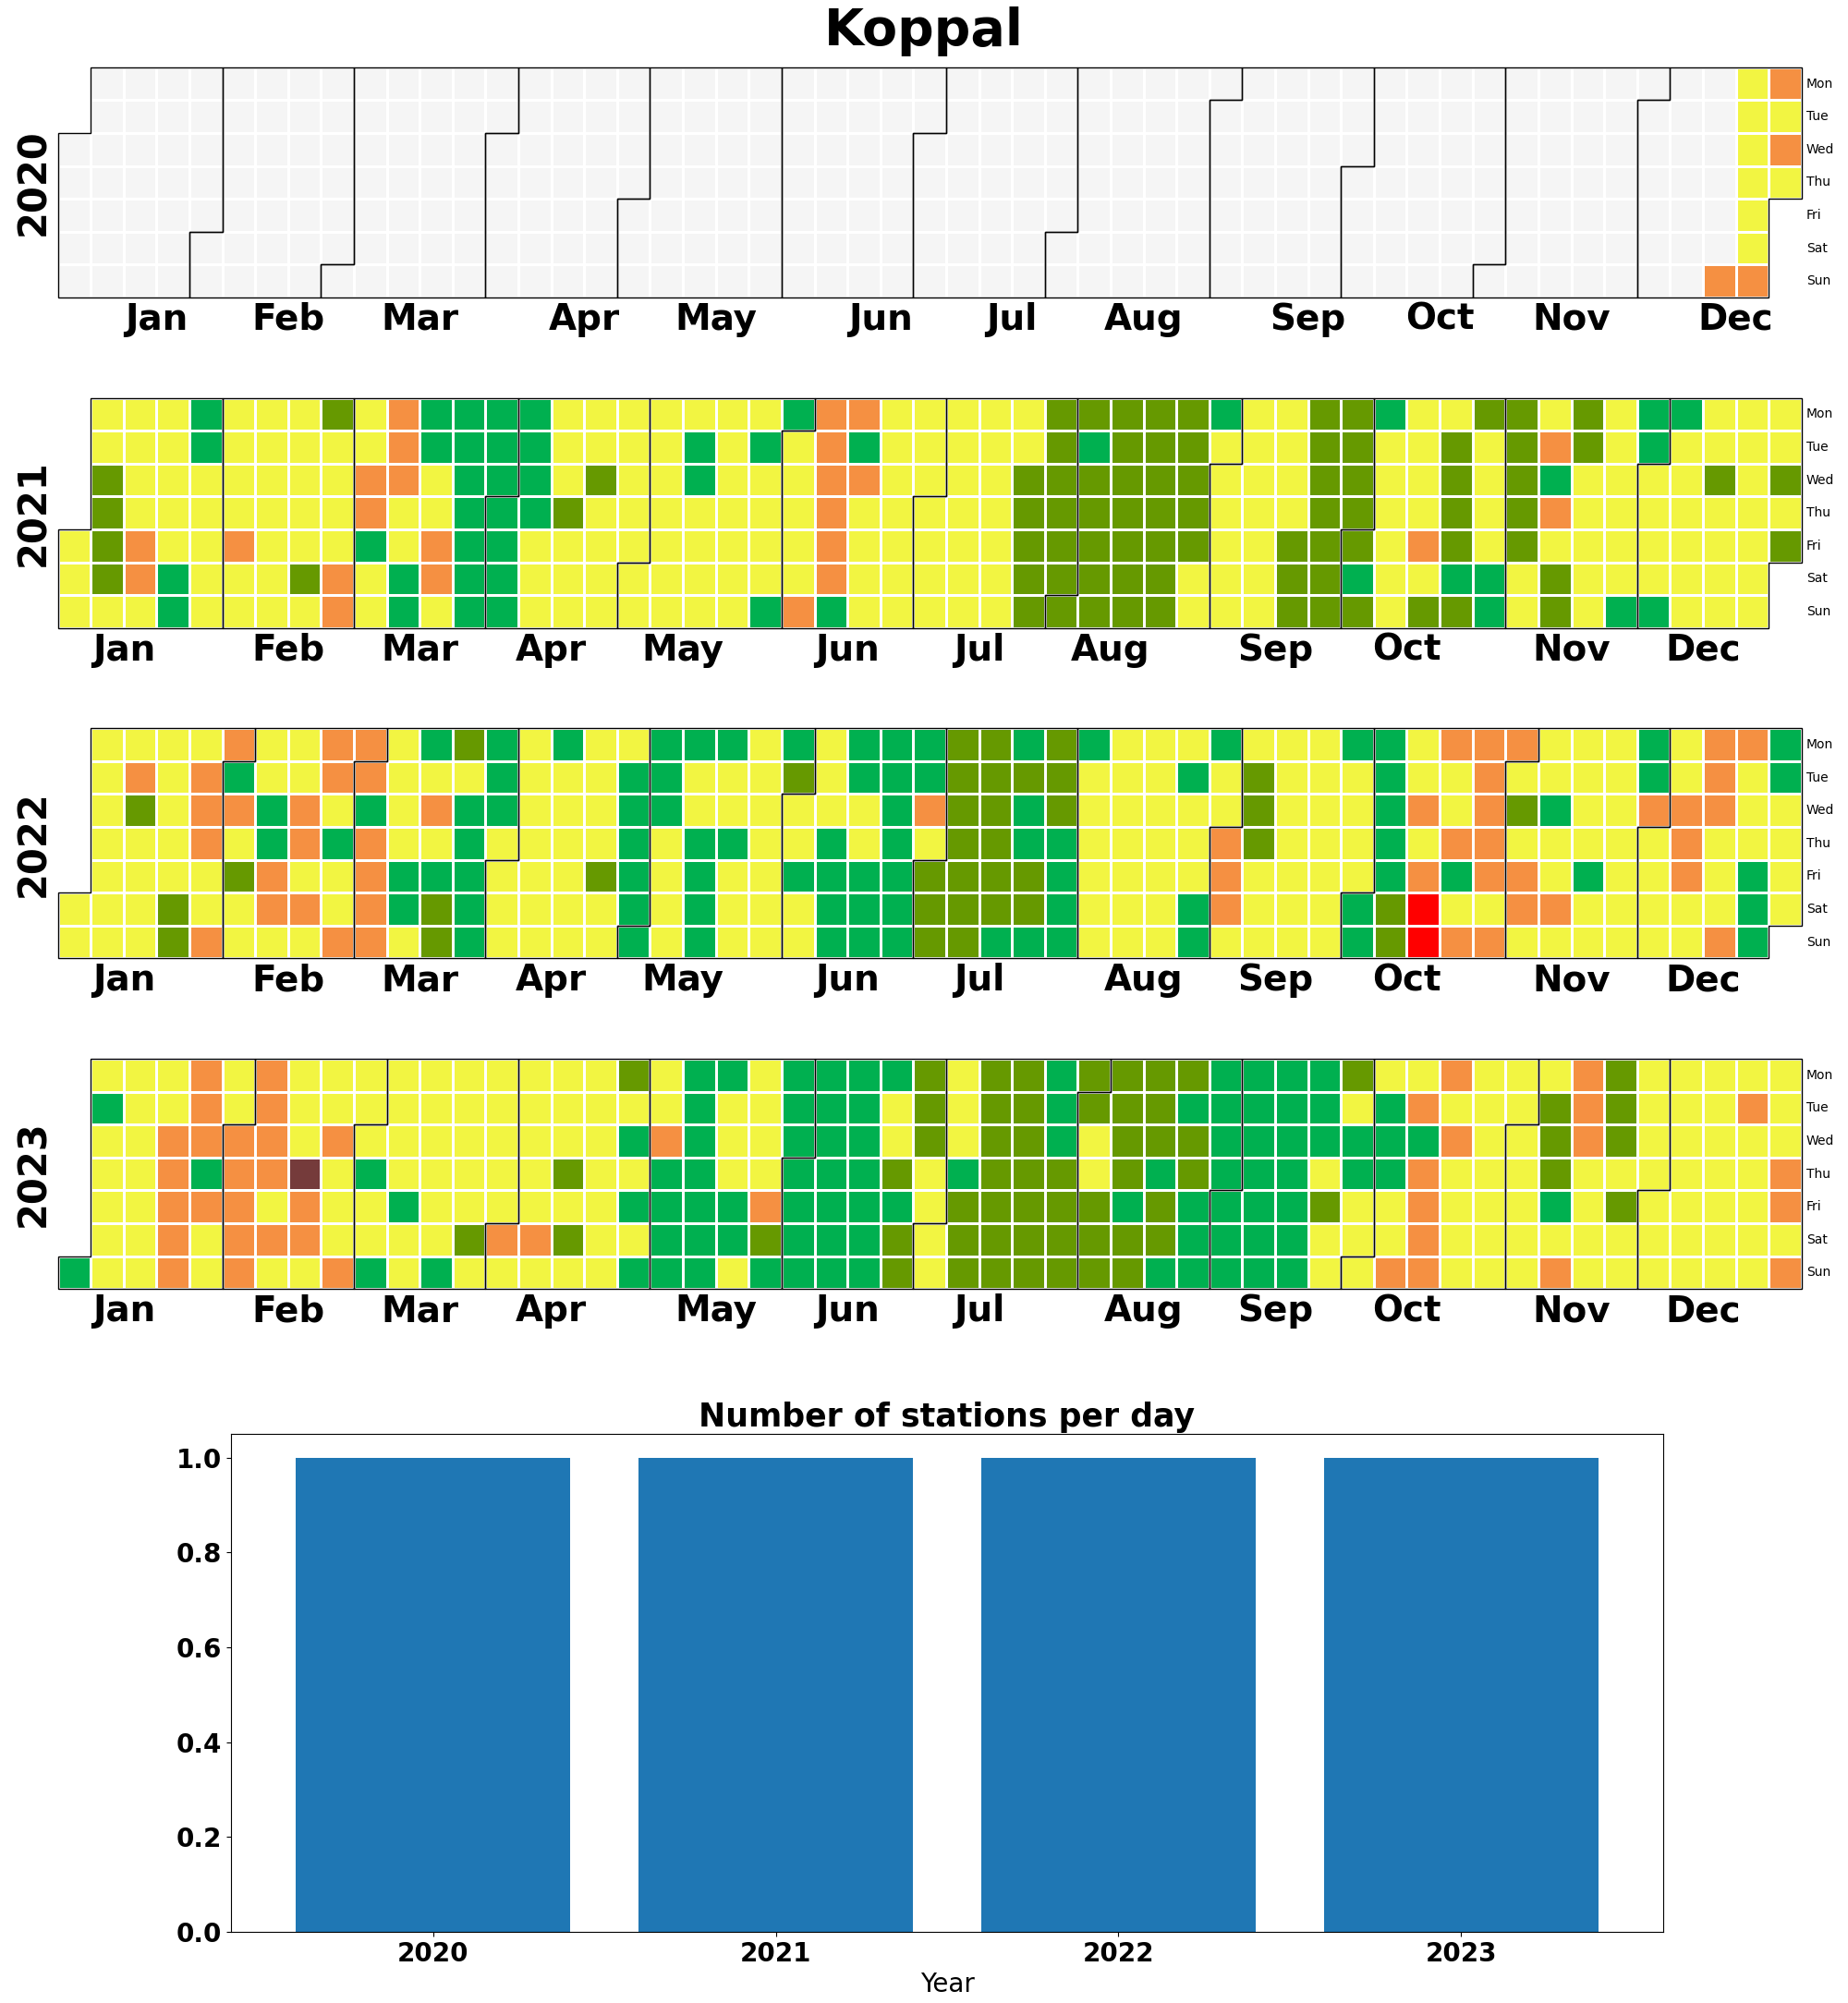 Koppal
2020
Mon
Tue
Wed
Thu
Fri
Sat
Sun
Jan Feb Mar Apr May Jun Jul Aug Sep Oct Nov Dec
2021
Mon
Tue
Wed
Thu
Fri
Sat
Sun
Jan Feb Mar Apr May Jun Jul Aug Sep Oct Nov Dec
2022
Mon
Tue
Wed
Thu
Fri
Sat
Sun
Jan Feb Mar Apr May Jun Jul Aug Sep Oct Nov Dec
2023
Mon
Tue
Wed
Thu
Fri
Sat
Sun
Jan Feb Mar Apr May Jun Jul Aug Sep Oct Nov Dec
Number of stations per day
1.0
0.8
0.6
0.4
0.2
0.0
2020 2021 2022 2023
Year